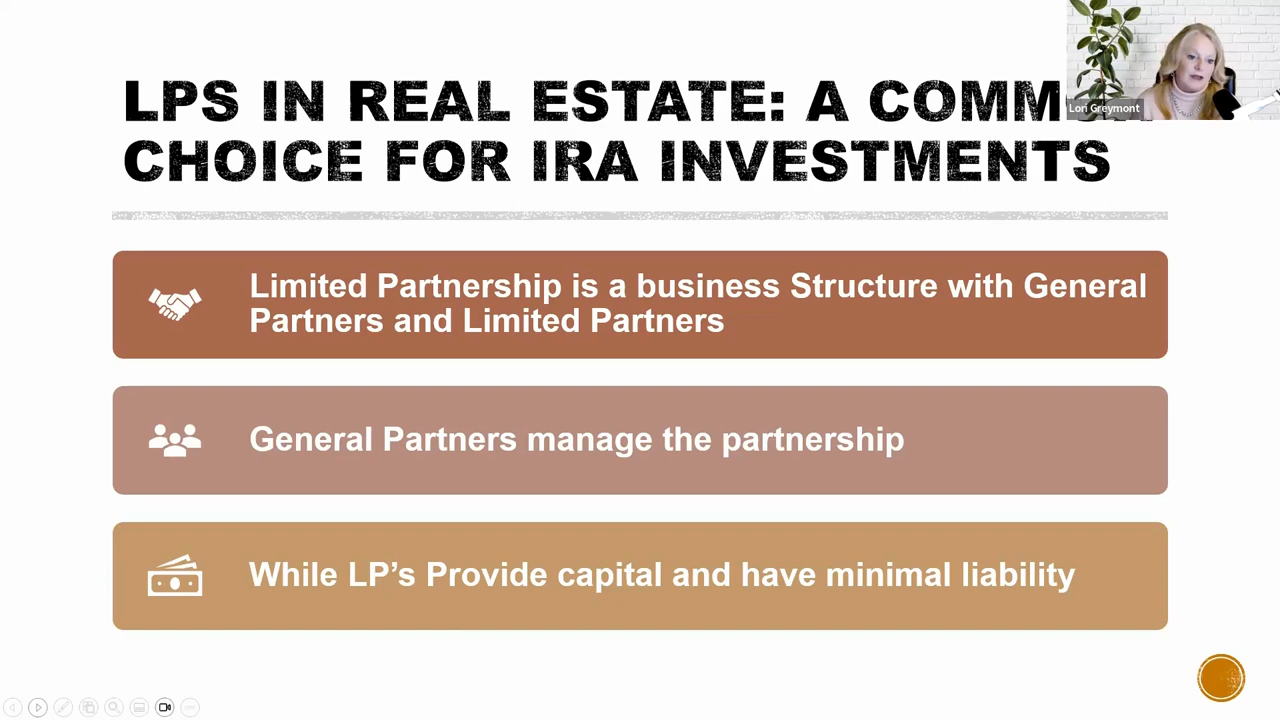 LPS IN REAL ESTATE: A COMM
CHOICE FOR IRA INVESTMENTS
Lori Greymont
Limited Partnership is a business Structure with General
Partners and Limited Partners
General Partners manage the partnership
While LP’s Provide capital and have minimal liability